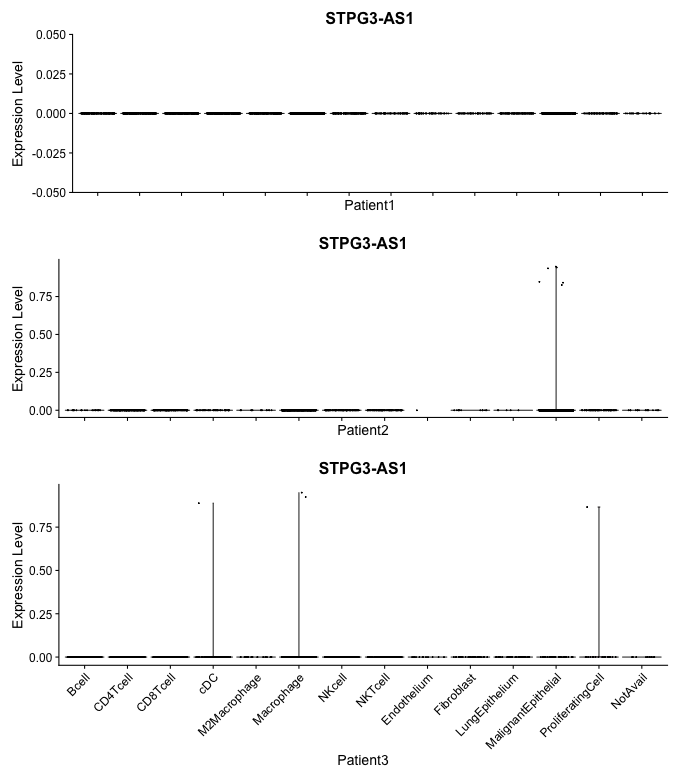 STPG3-AS1
Expression Level
0.050
0.025
0.000
-0.025
-0.050
Patient1
STPG3-AS1
Expression Level
0.75
0.50
0.25
0.00
Patient2
STPG3-AS1
Expression Level
0.75
0.50
0.25
0.00
Bcell
CD4Tcell
CD8Tcell
cDC
M2Macrophage
Macrophage
NKcell
NKTcell
Endothelium
Fibroblast
LungEpithelium
MalignantEpithelial
ProliferatingCell
NotAvail
Patient3